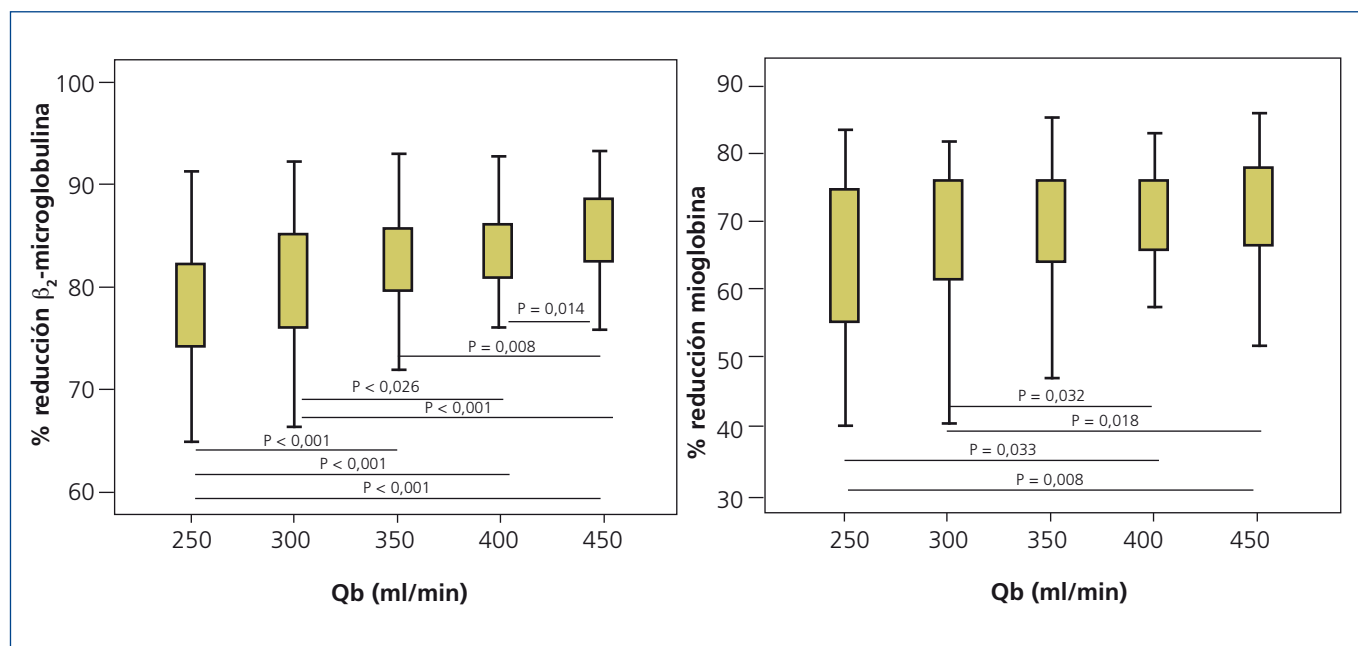 % reducción β2-microglobulina
100
90
80
70
60
P = 0,014
P = 0,008
P < 0,026
P < 0,001
P < 0,001
P < 0,001
P < 0,001
250 300 350 400 450
Qb (ml/min)
% reducción mioglobina
90
80
70
60
50
40
30
P = 0,032
P = 0,018
P = 0,033
P = 0,008
250 300 350 400 450
Qb (ml/min)